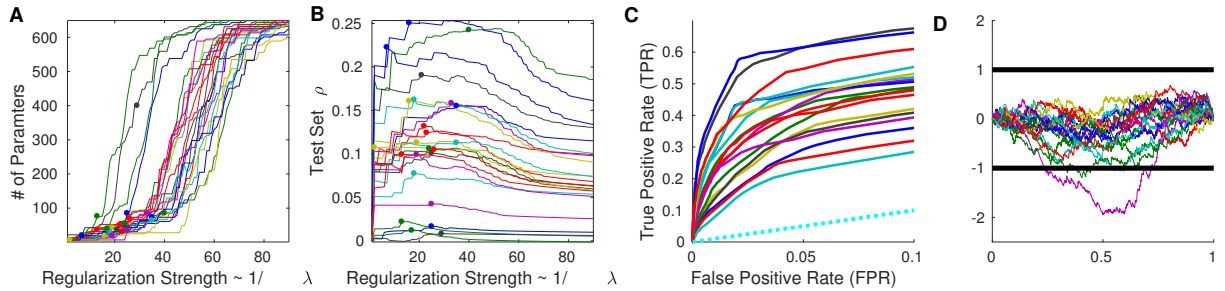 A
600
500
400
300
200
100
# of Paramters
20 40 60 80
Regularization Strength ~ 1/ λ
B
0.25
0.2
0.15
0.1
0.05
0
Test Set ρ
20 40 60 80
Regularization Strength ~ 1/ λ
C
0.6
0.5
0.4
0.3
0.2
0.1
0
True Positive Rate (TPR)
0 0.05 0.1
False Positive Rate (FPR)
D
2
1
0
-1
-2
0 0.5 1